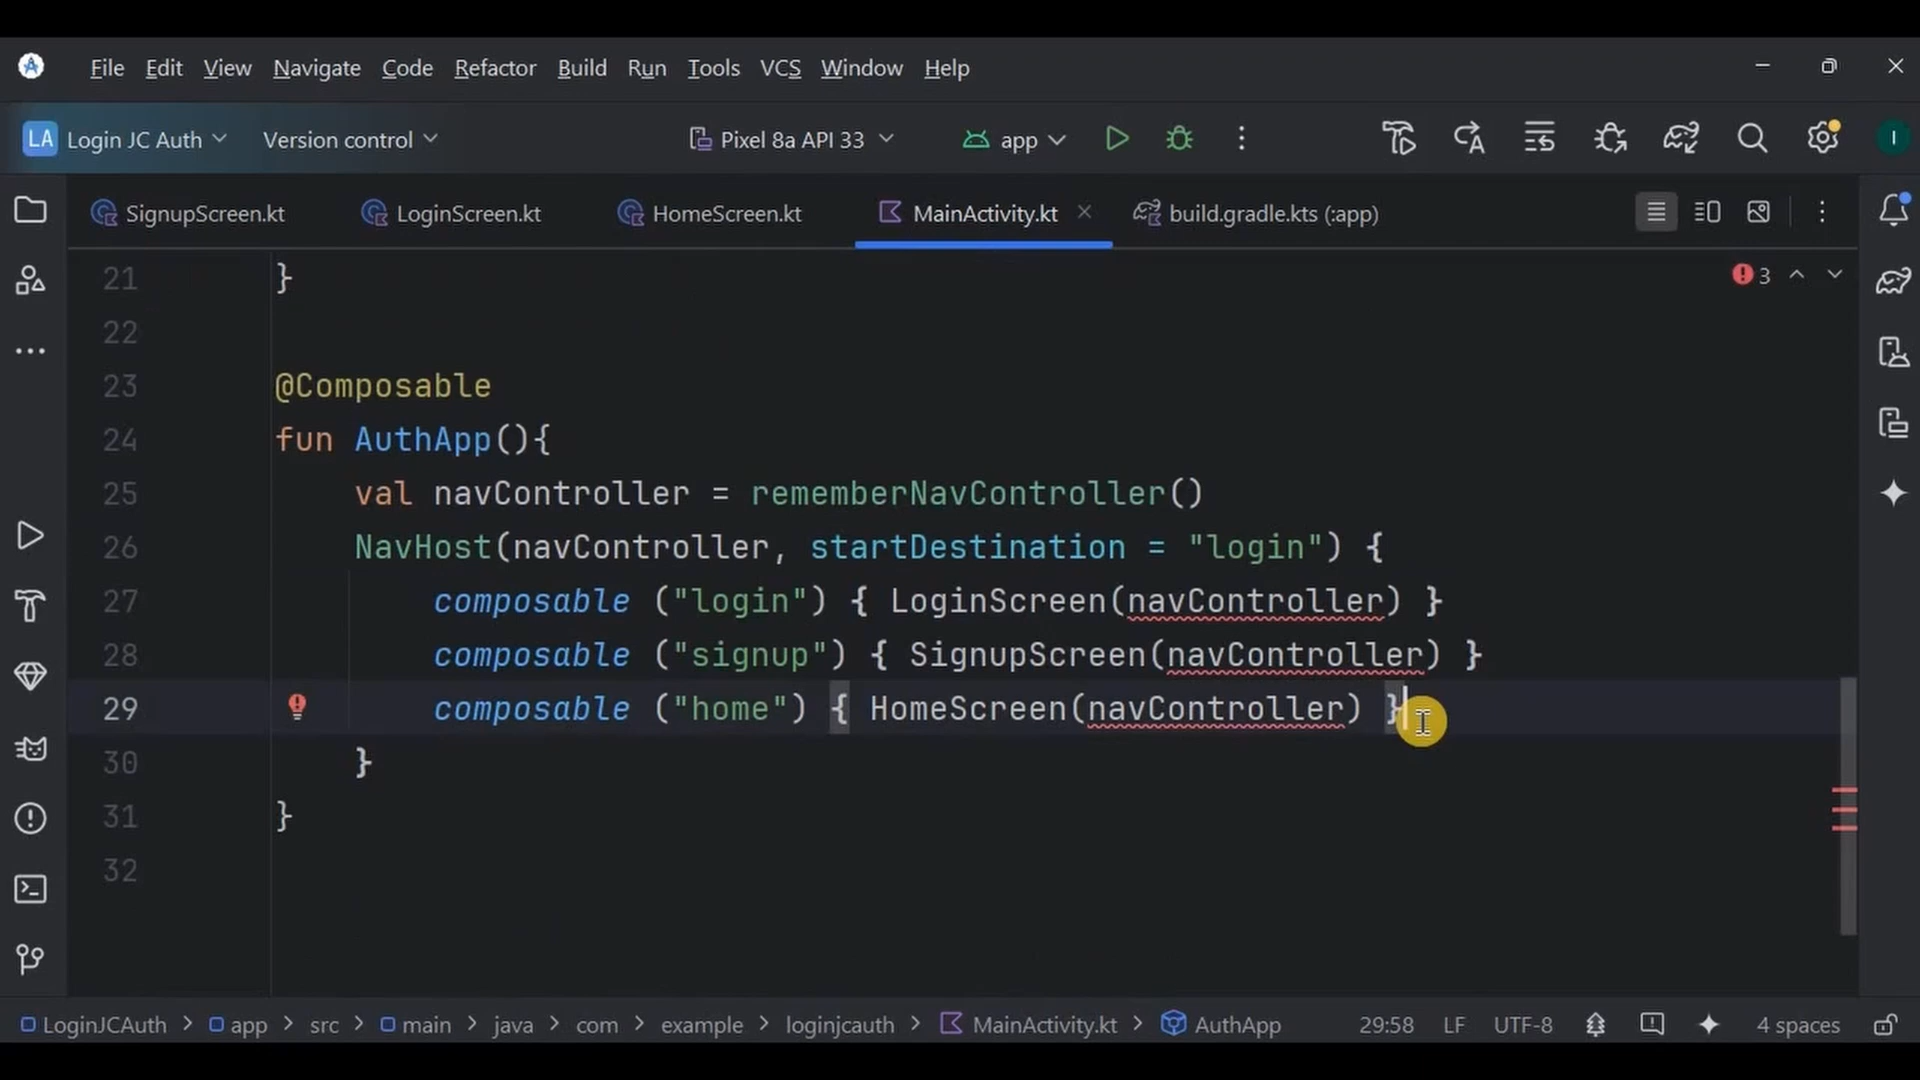 File Edit View Navigate Code Refactor Build Run Tools VCS Window Help
LA Login JC Auth Version control Pixel 8a API 33 app I
SignupScreen.kt LoginScreen.kt HomeScreen.kt MainActivity.kt build.gradle.kts (:app)
21 } 3
22
23 @Composable
24 fun AuthApp(){
25 val navController = rememberNavController()
26 NavHost(navController, startDestination = "login") {
27 composable ("login") { LoginScreen(navController) }
28 composable ("signup") { SignupScreen(navController) }
29 composable ("home") { HomeScreen(navController) }
30 }
31 }
32
LoginJCAuth > app > src > main > java > com > example > loginjcauth > MainActivity.kt > AuthApp 29:58 LF UTF-8 4 spaces